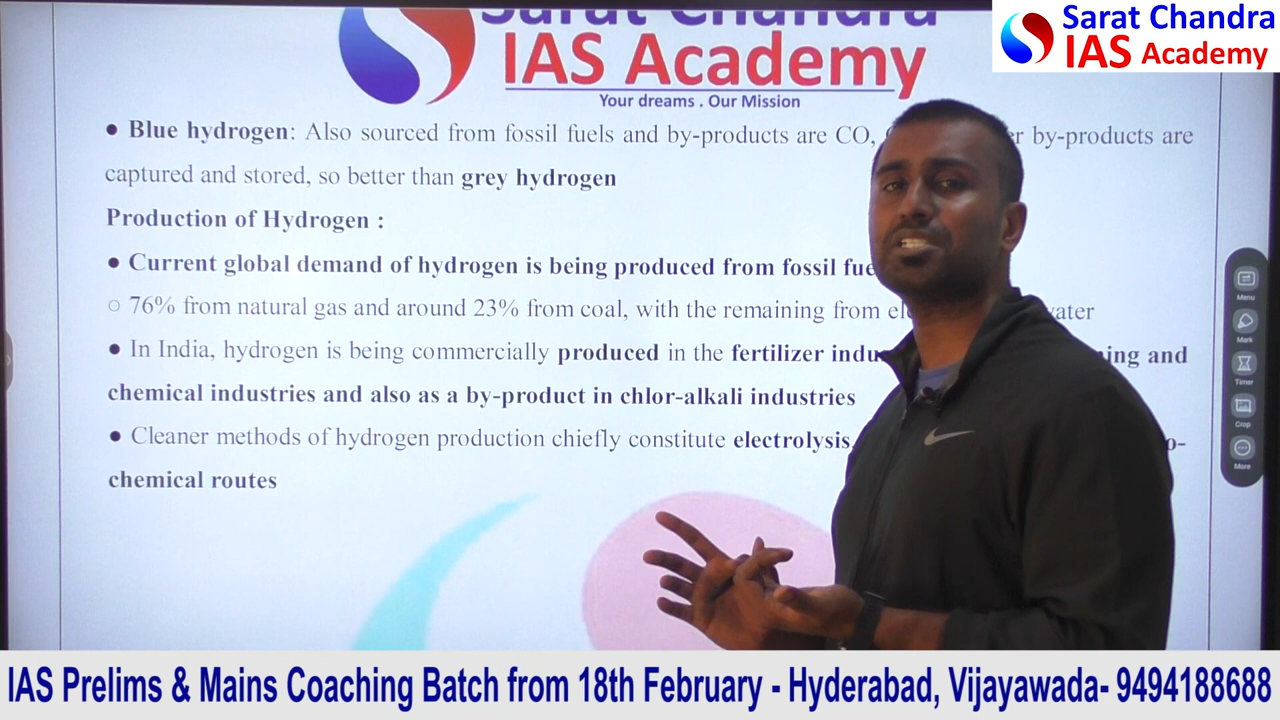 Sarat Chandra
IAS Academy
Your dreams . Our Mission
Sarat Chandra
IAS Academy
● Blue hydrogen: Also sourced from fossil fuels and by-products are CO, by-products are
captured and stored, so better than grey hydrogen
Production of Hydrogen :
● Current global demand of hydrogen is being produced from fossil
○ 76% from natural gas and around 23% from coal, with the remaining from
● In India, hydrogen is being commercially produced in the fertilizer and
chemical industries and also as a by-product in chlor-alkali industries
● Cleaner methods of hydrogen production chiefly constitute electrolysis,
chemical routes
Menu
Mark
Timer
Crop
More
IAS Prelims & Mains Coaching Batch from 18th February - Hyderabad, Vijayawada- 9494188688